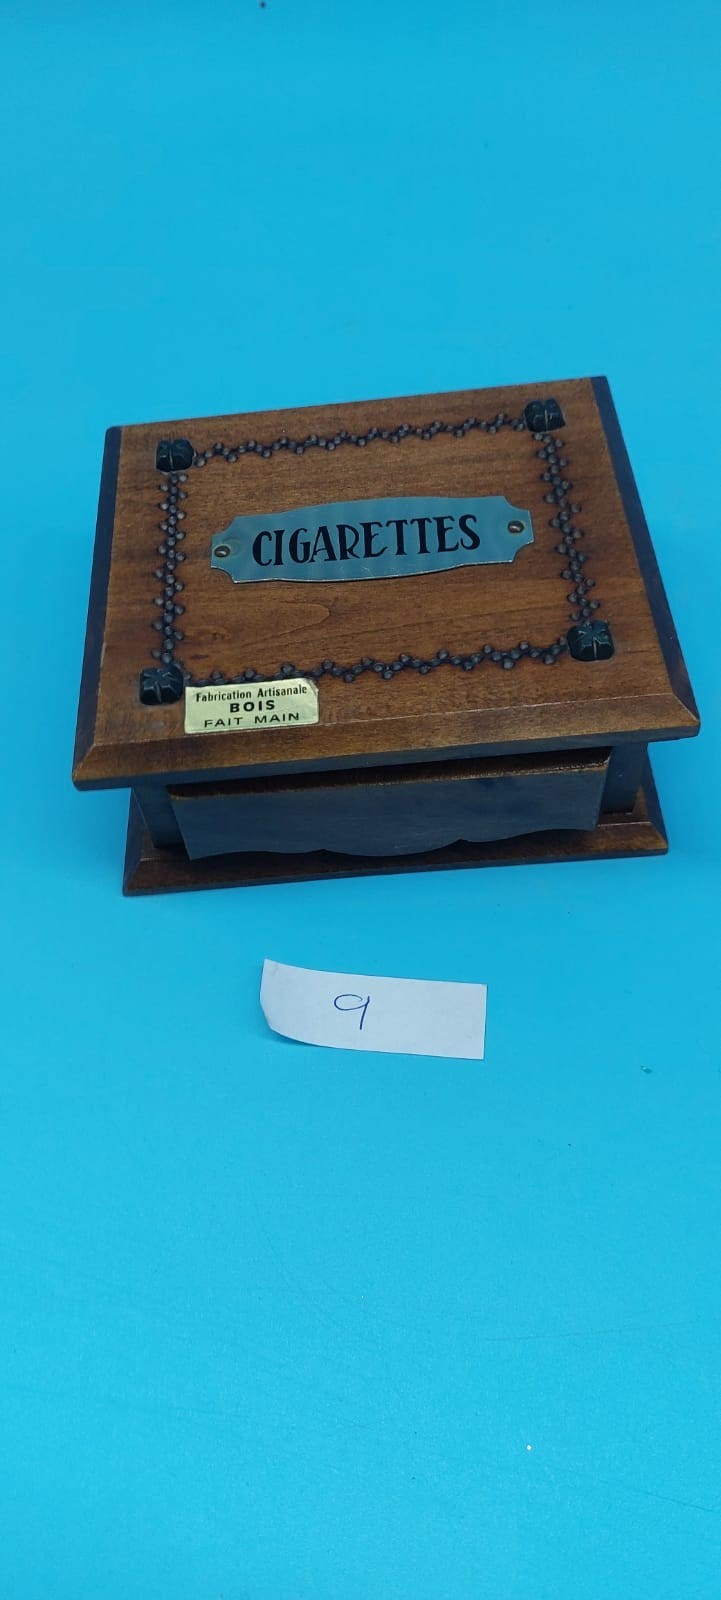 CIGARETTES
Fabrication Artisanale
BOIS
FAIT MAIN
9